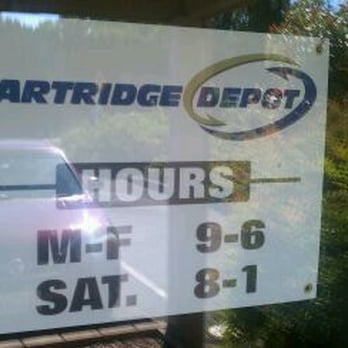 ARTRIDGE DEPOT
HOURS
M-F 9-6
SAT. 8-1